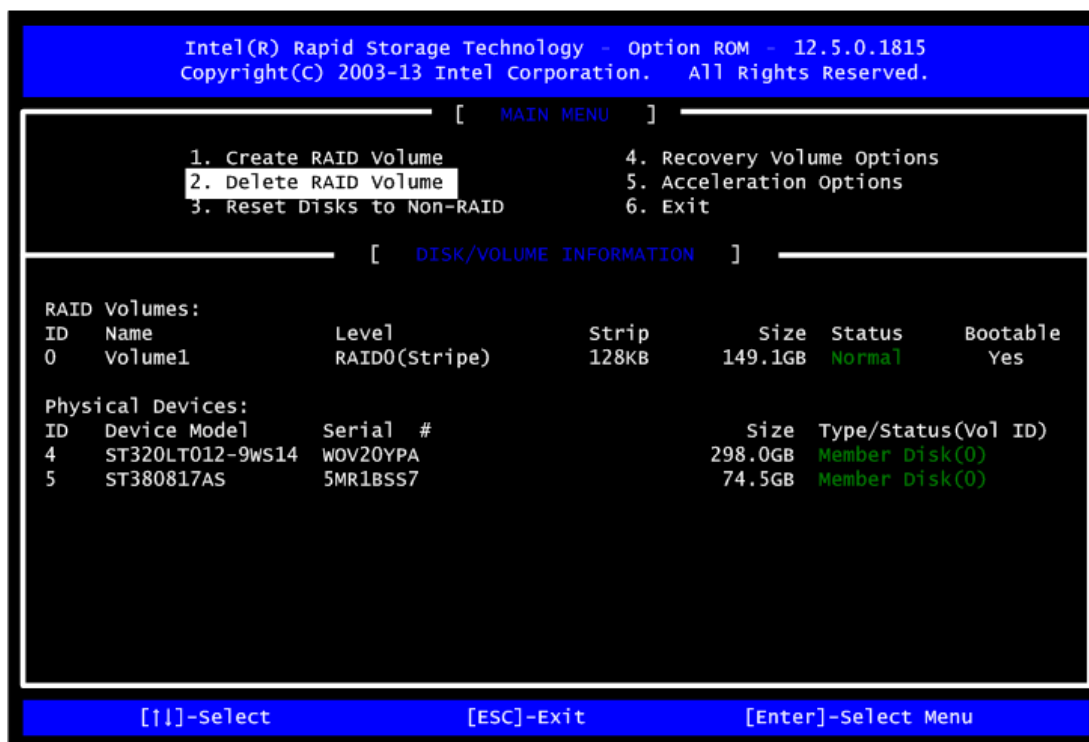 Intel(R) Rapid Storage Technology - Option ROM - 12.5.0.1815
Copyright(C) 2003-13 Intel Corporation. All Rights Reserved.
[ MAIN MENU ]
1. Create RAID Volume 4. Recovery Volume Options
2. Delete RAID Volume 5. Acceleration Options
3. Reset Disks to Non-RAID 6. Exit
[ DISK/VOLUME INFORMATION ]
RAID Volumes:
ID Name Level Strip Size Status Bootable
0 Volume1 RAID0(Stripe) 128KB 149.1GB Normal Yes
Physical Devices:
ID Device Model Serial # Size Type/Status(Vol ID)
4 ST320LT012-9WS14 W0V20YPA 298.0GB Member Disk(0)
5 ST380817AS 5MR1BSS7 74.5GB Member Disk(0)
[↑↓]-Select [ESC]-Exit [Enter]-Select Menu